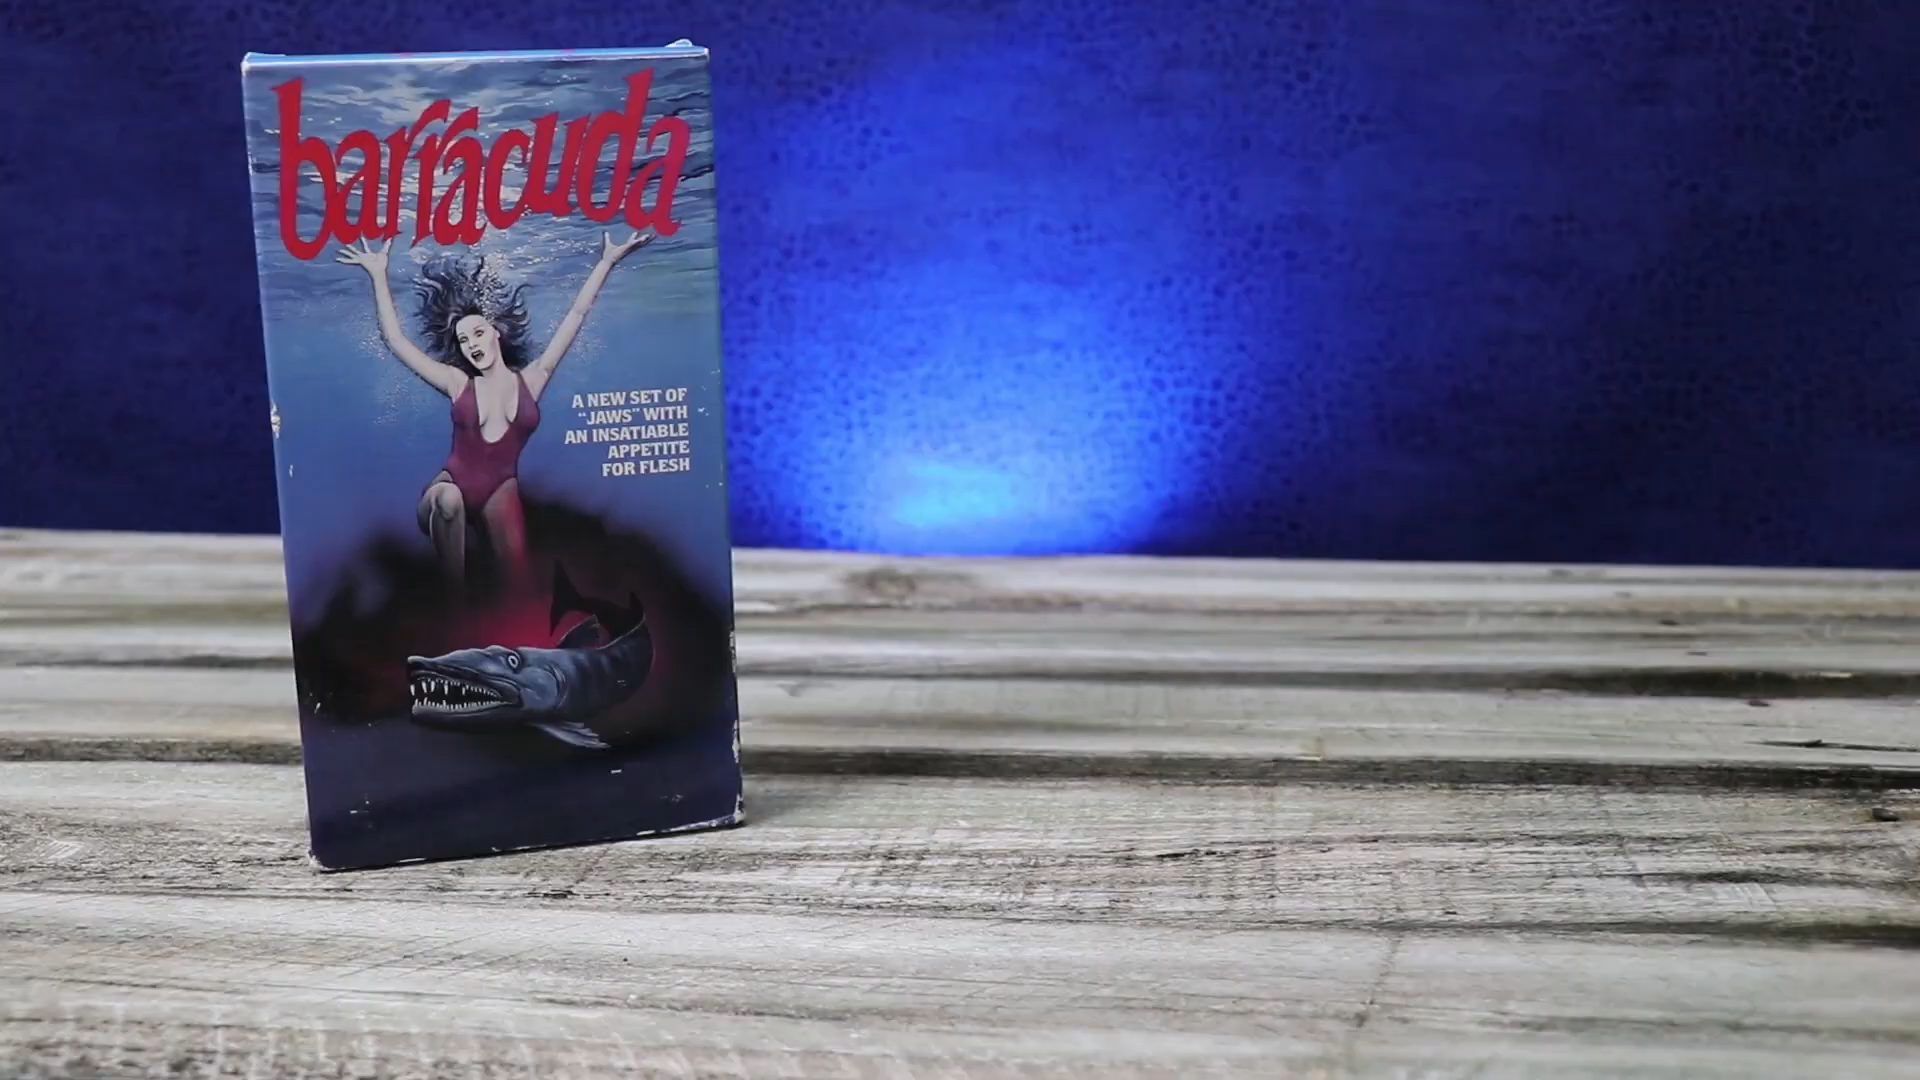 barracuda
A NEW SET OF
"JAWS" WITH
AN INSATIABLE
APPETITE
FOR FLESH